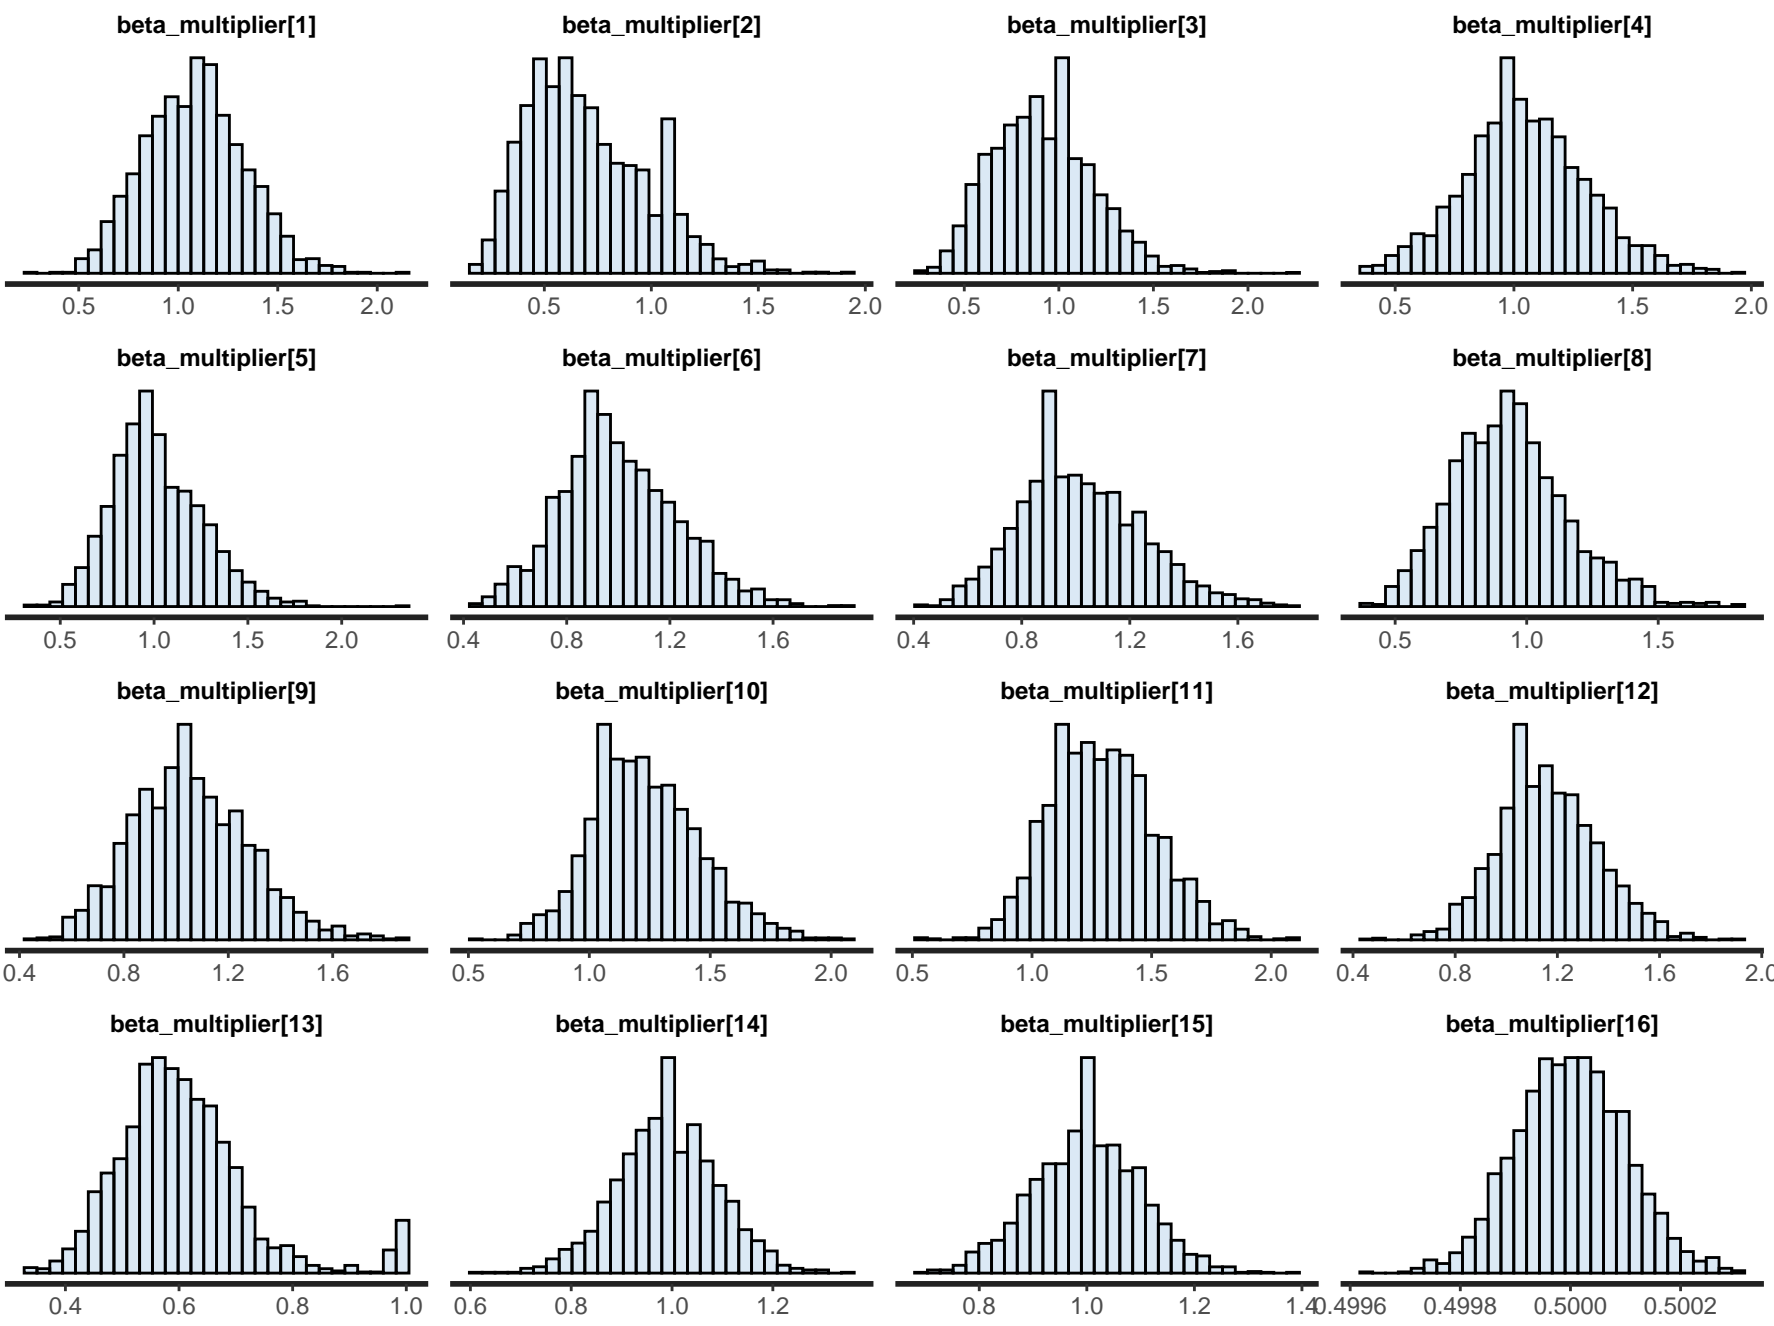 beta_multiplier[1] beta_multiplier[2] beta_multiplier[3] beta_multiplier[4]
0.5 1.0 1.5 2.0 0.5 1.0 1.5 2.0 0.5 1.0 1.5 2.0 0.5 1.0 1.5 2.0
beta_multiplier[5] beta_multiplier[6] beta_multiplier[7] beta_multiplier[8]
0.5 1.0 1.5 2.0 0.4 0.8 1.2 1.6 0.4 0.8 1.2 1.6 0.5 1.0 1.5
beta_multiplier[9] beta_multiplier[10] beta_multiplier[11] beta_multiplier[12]
0.4 0.8 1.2 1.6 0.5 1.0 1.5 2.0 0.5 1.0 1.5 2.0 0.4 0.8 1.2 1.6 2.0
beta_multiplier[13] beta_multiplier[14] beta_multiplier[15] beta_multiplier[16]
0.4 0.6 0.8 1.0 0.6 0.8 1.0 1.2 0.8 1.0 1.2 1.4 0.4996 0.4998 0.5000 0.5002